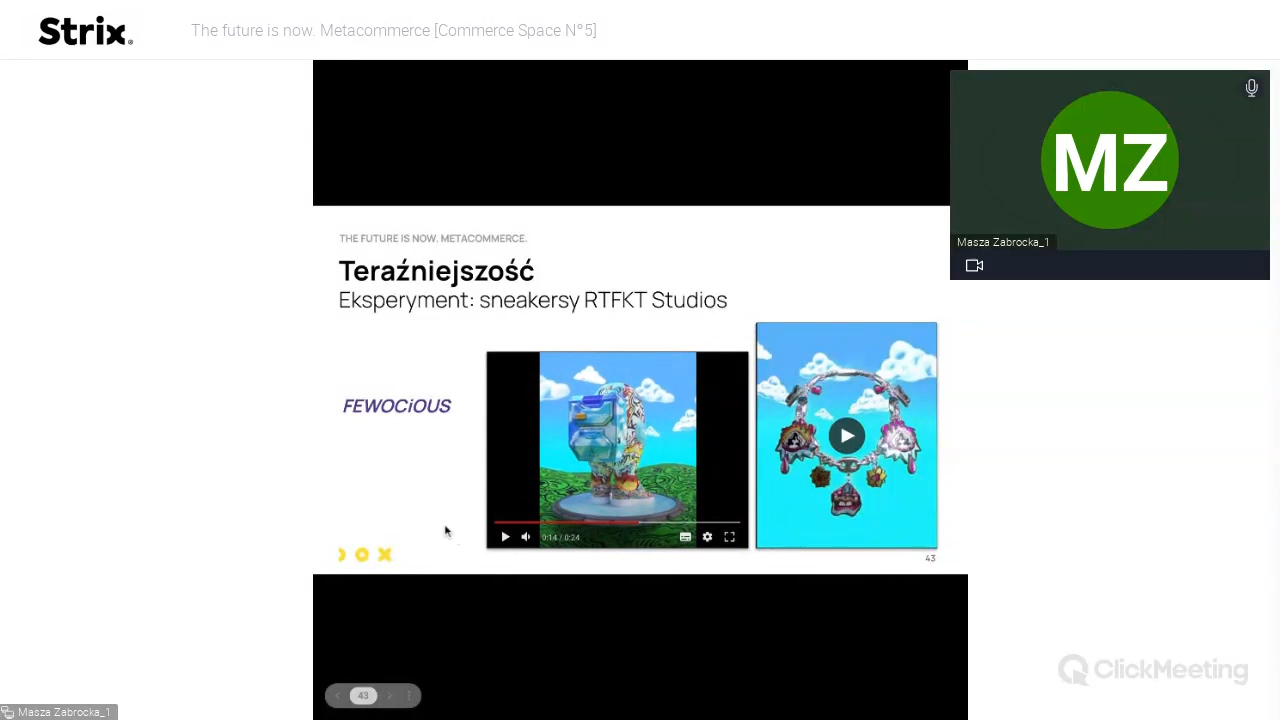 Strix®
The future is now. Metacommerce [Commerce Space N°5]
MZ
Masza Zabrocka_1
THE FUTURE IS NOW. METACOMMERCE.
Teraźniejszość
Eksperyment: sneakersy RTFKT Studios
FEWOCiOUS
0:14 / 0:24
43
43
ClickMeeting
Masza Zabrocka_1